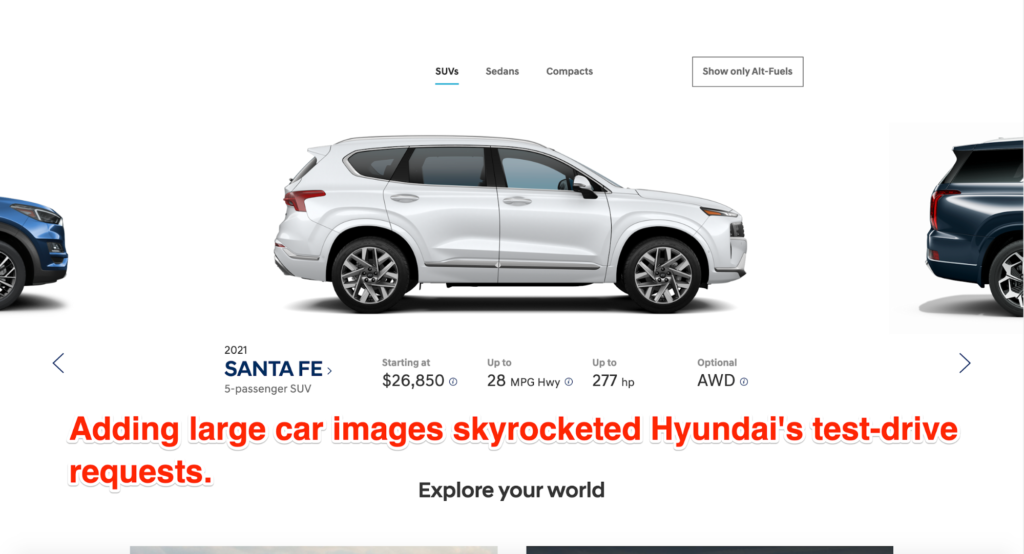 SUVs Sedans Compacts Show only Alt-Fuels
2021
SANTA FE >
5-passenger SUV
Starting at
$26,850
Up to
28 MPG Hwy
Up to
277 hp
Optional
AWD
Adding large car images skyrocketed Hyundai's test-drive
requests.
Explore your world